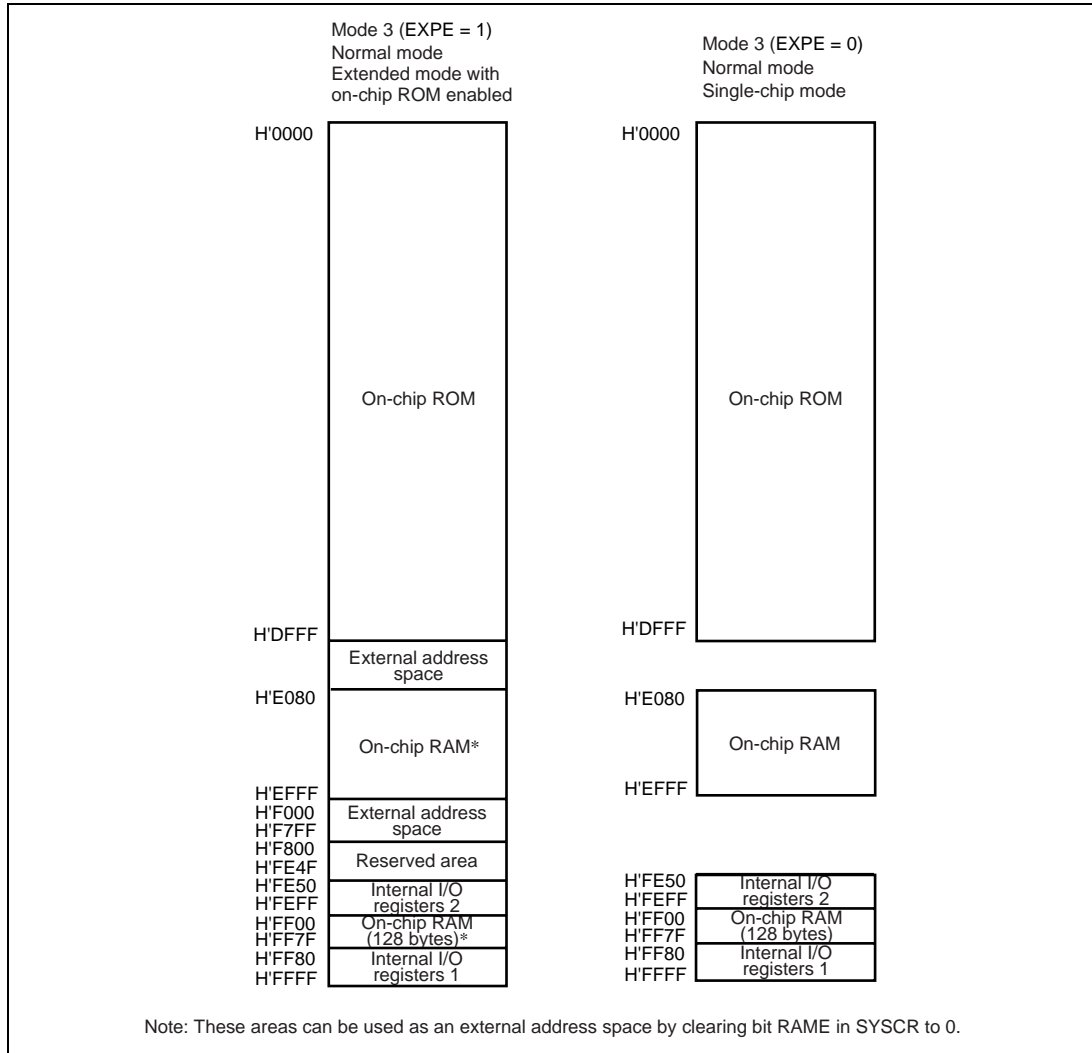 Mode 3 (EXPE = 1)
Normal mode
Extended mode with
on-chip ROM enabled
H'0000
On-chip ROM
H'DFFF
External address
space
H'E080
On-chip RAM*
H'EFFF
H'F000
External address
space
H'F7FF
H'F800
Reserved area
H'FE4F
H'FE50
Internal I/O
registers 2
H'FEFF
H'FF00
On-chip RAM
(128 bytes)*
H'FF7F
H'FF80
Internal I/O
registers 1
H'FFFF
Mode 3 (EXPE = 0)
Normal mode
Single-chip mode
H'0000
On-chip ROM
H'DFFF
H'E080
On-chip RAM
H'EFFF
H'FE50
Internal I/O
registers 2
H'FEFF
H'FF00
On-chip RAM
(128 bytes)
H'FF7F
H'FF80
Internal I/O
registers 1
H'FFFF
Note: These areas can be used as an external address space by clearing bit RAME in SYSCR to 0.